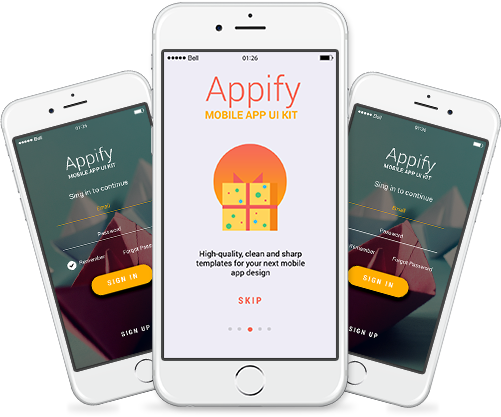 Bell 01:26
Appify
MOBILE APP UI KIT
Sing in to continue
Email
Password
Remember Forgot Password
SIGN IN
SIGN UP
Bell 01:26
Appify
MOBILE APP UI KIT
High-quality, clean and sharp
templates for your next mobile
app design
SKIP
Bell 01:26
Appify
MOBILE APP UI KIT
Sing in to continue
Email
Password
Remember Forgot Password
SIGN IN
SIGN UP